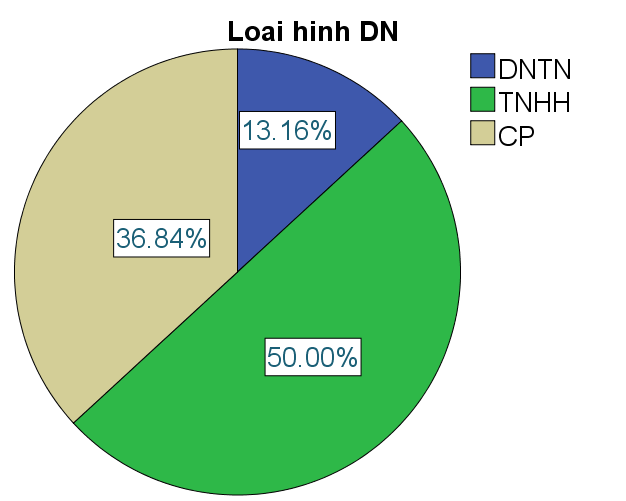 Loai hinh DN
DNTN
TNHH
CP
13.16%
36.84%
50.00%